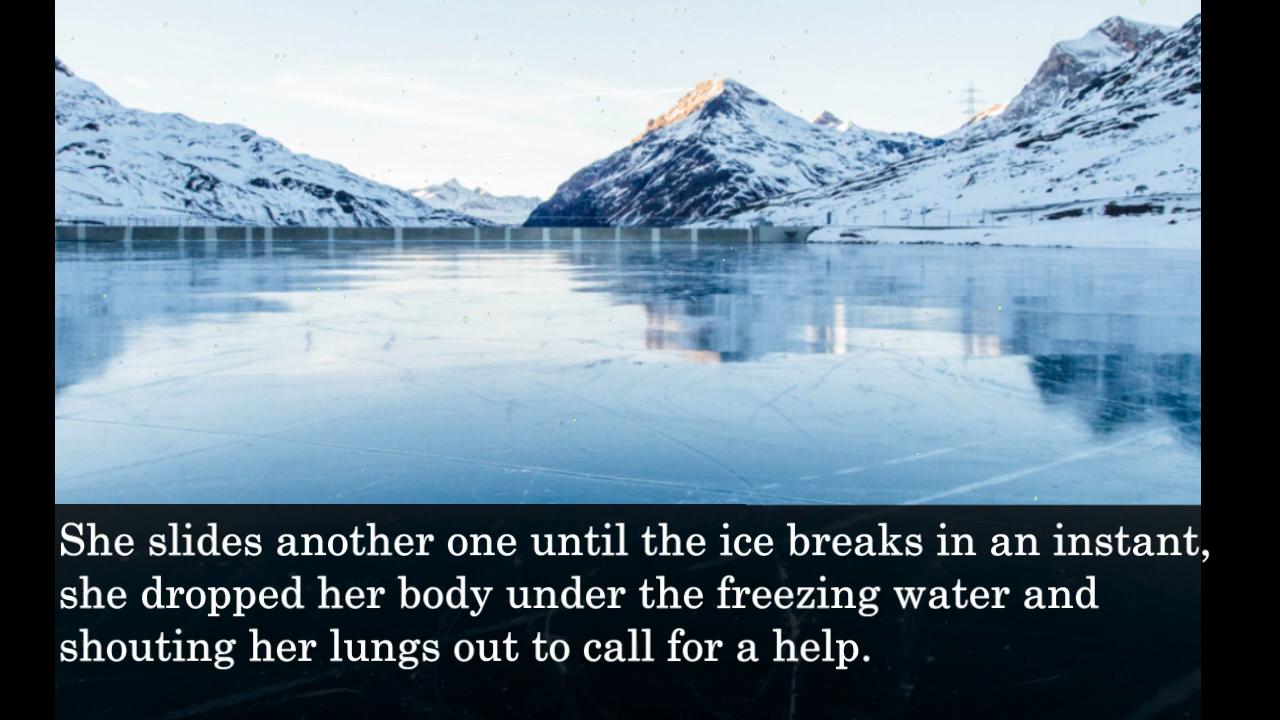 She slides another one until the ice breaks in an instant,
she dropped her body under the freezing water and
shouting her lungs out to call for a help.